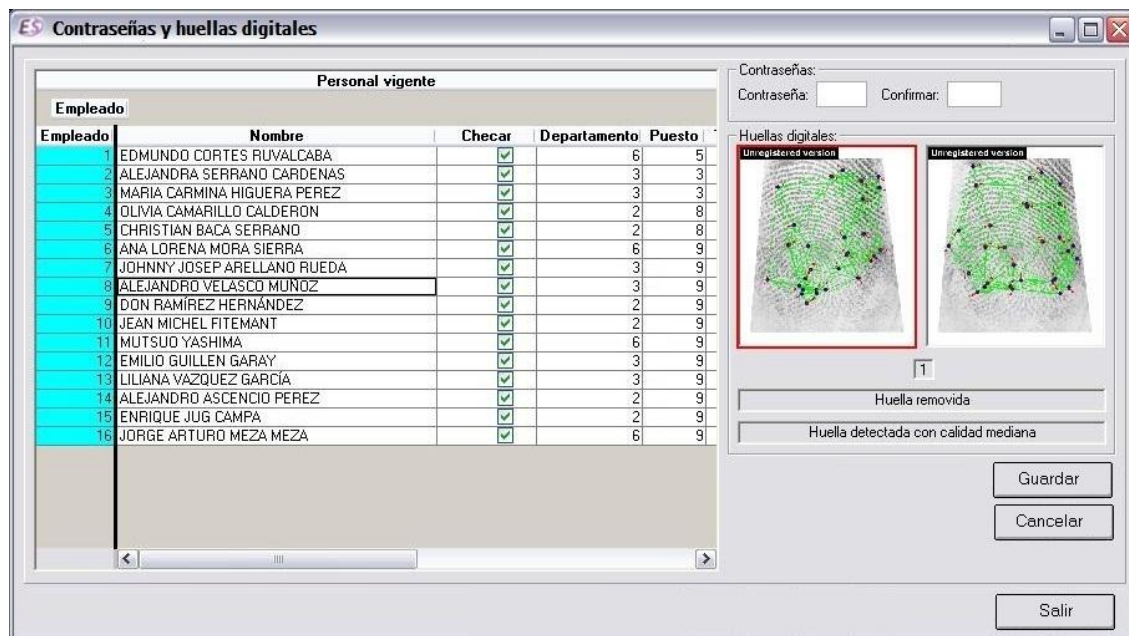 ES Contraseñas y huellas digitales
Personal vigente
Empleado
Empleado Nombre Checar Departamento Puesto
1 EDMUNDO CORTES RUVALCABA 6 5
2 ALEJANDRA SERRANO CARDENAS 3 3
3 MARIA CARMINA HIGUERA PEREZ 3 3
4 OLIVIA CAMARILLO CALDERON 2 8
5 CHRISTIAN BACA SERRANO 2 8
6 ANA LORENA MORA SIERRA 6 9
7 JOHNNY JOSEP ARELLANO RUEDA 3 9
8 ALEJANDRO VELASCO MUÑOZ 3 9
9 DON RAMÍREZ HERNÁNDEZ 2 9
10 JEAN MICHEL FITEMANT 2 9
11 MUTSUO YASHIMA 6 9
12 EMILIO GUILLEN GARAY 3 9
13 LILIANA VAZQUEZ GARCÍA 3 9
14 ALEJANDRO ASCENCIO PEREZ 2 9
15 ENRIQUE JUG CAMPA 2 9
16 JORGE ARTURO MEZA MEZA 6 9
Contraseñas:
Contraseña: Confirmar:
Huellas digitales:
Unregistered version Unregistered version
1
Huella removida
Huella detectada con calidad mediana
Guardar
Cancelar
Salir